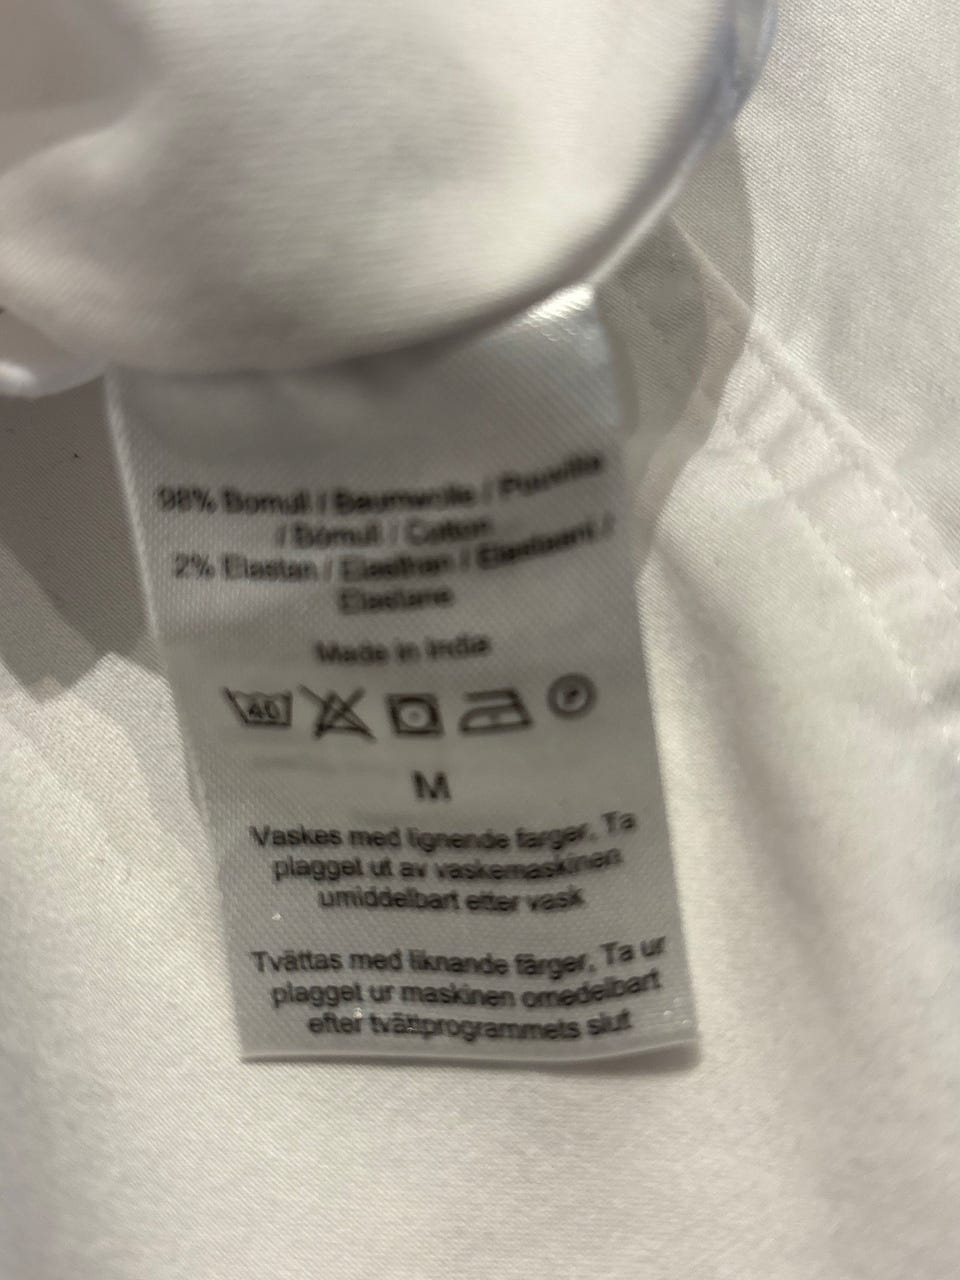 98% Bomull / Baumwolle / Puuvilla
/ Bómull / Cotton
2% Elastan / Elasthan / Elastaani /
Elastane
Made in India
40 P
M
Vaskes med lignende farger, Ta
plagget ut av vaskemaskinen
umiddelbart etter vask
Tvättas med liknande färger, Ta ur
plagget ur maskinen omedelbart
efter tvättprogrammets slut